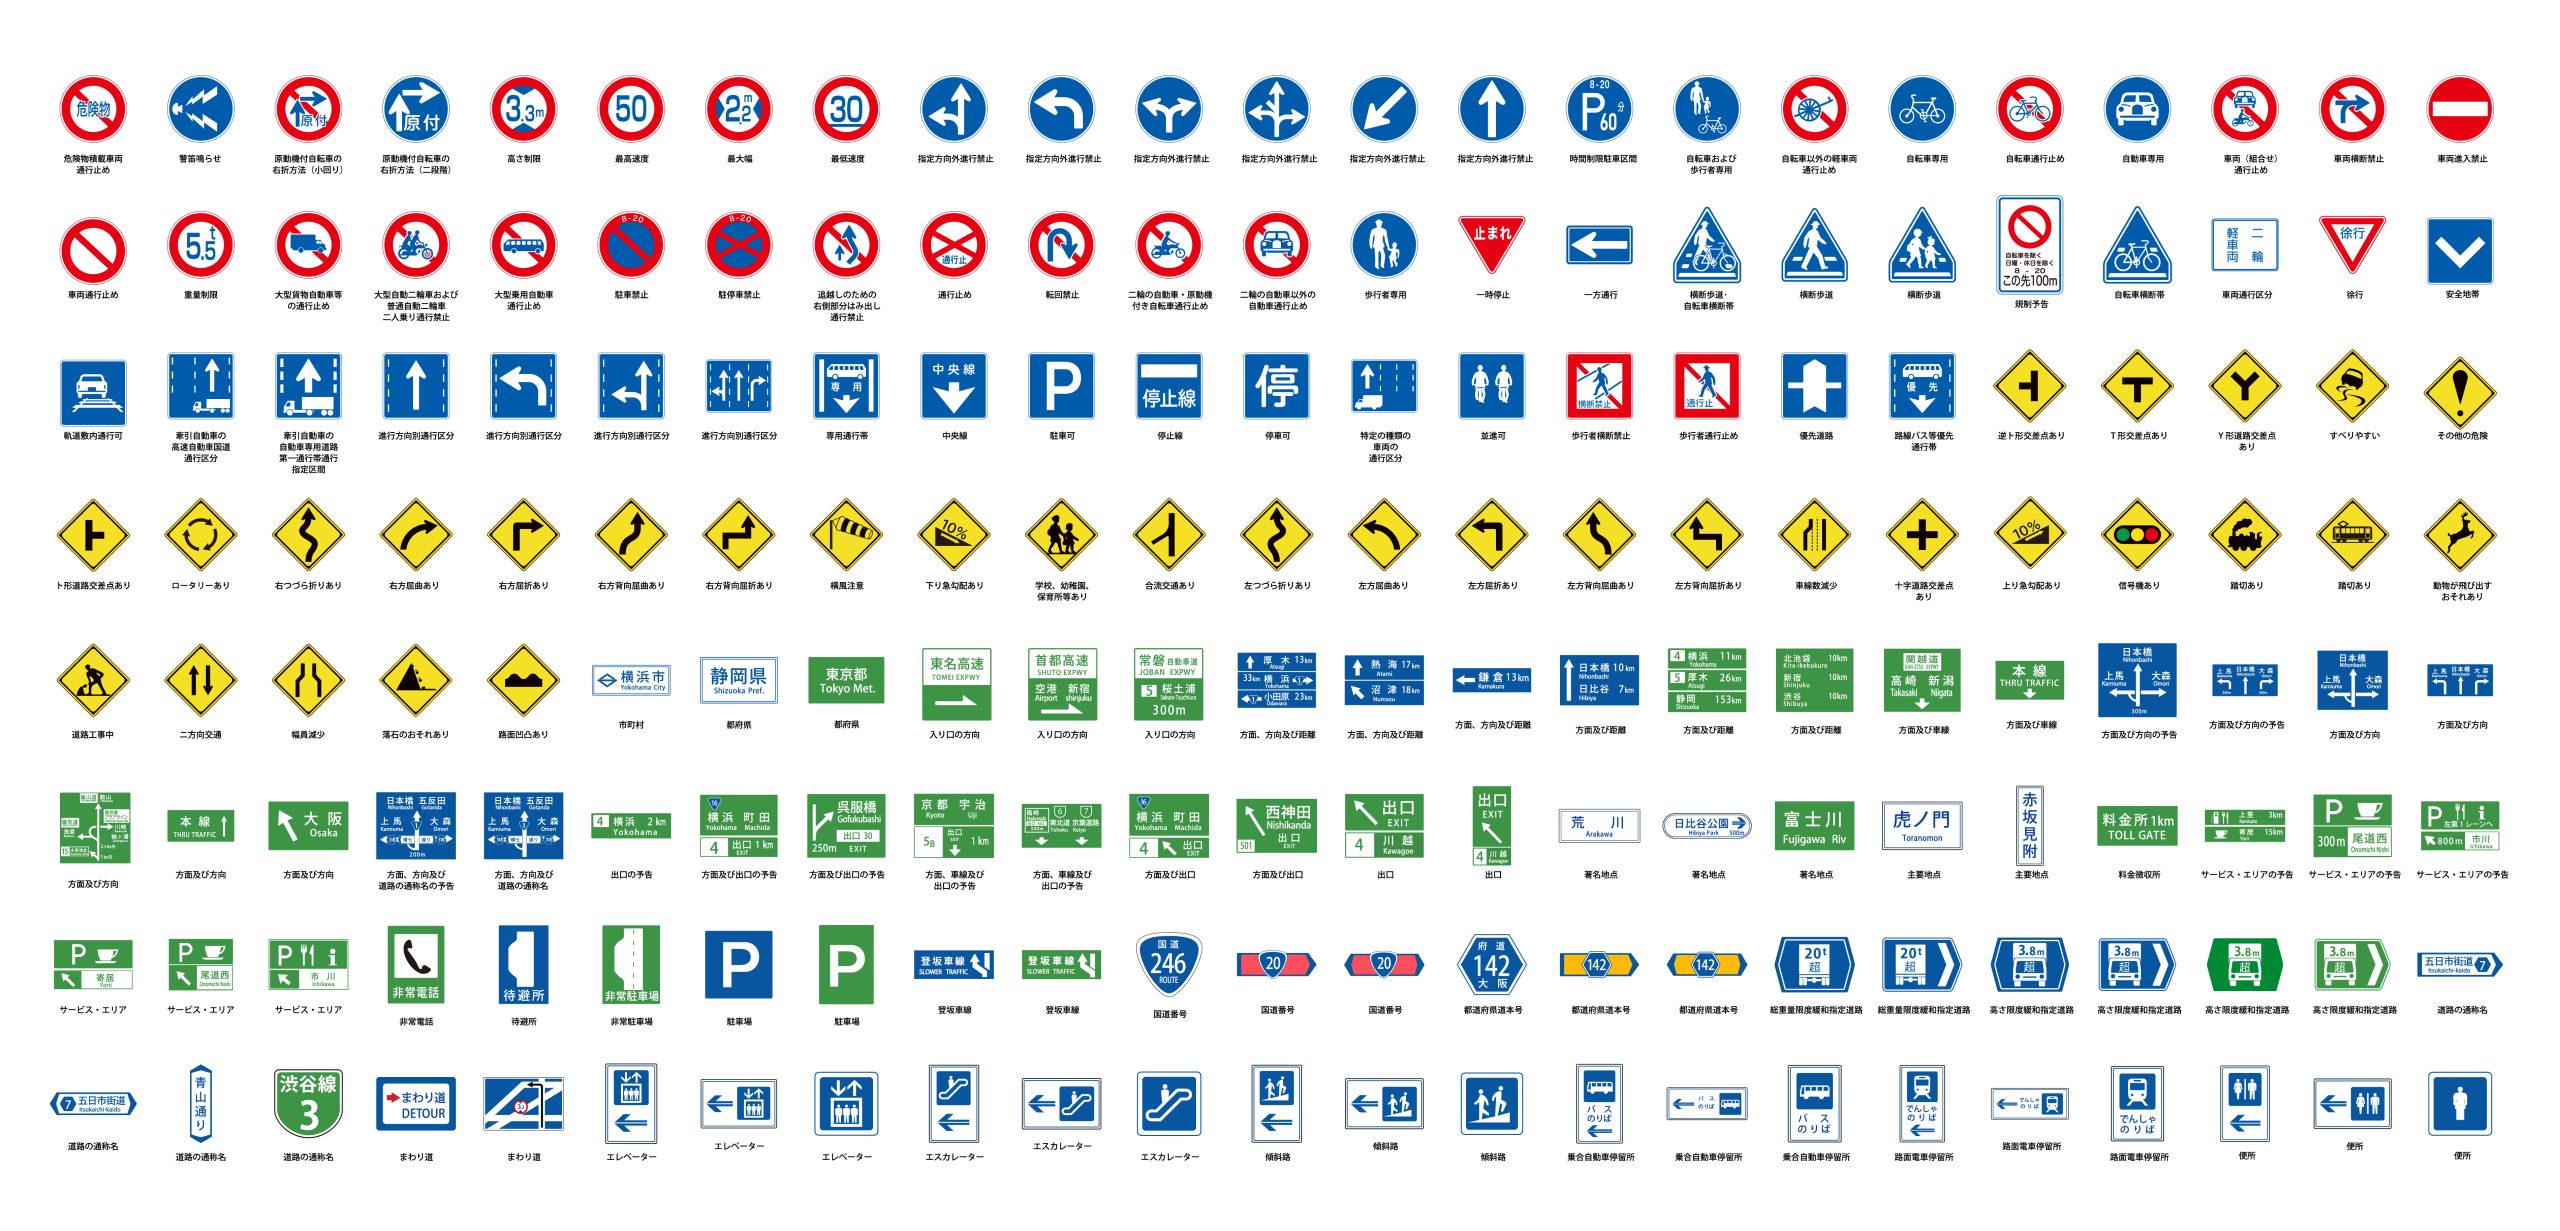 危険物
原付
原付
3.3m
50
2.2m
30
8-20
P60分
危険物積載車両
通行止め
警笛鳴らせ
原動機付自転車の
右折方法（小回り）
原動機付自転車の
右折方法（二段階）
高さ制限
最高速度
最大幅
最低速度
指定方向外進行禁止
指定方向外進行禁止
指定方向外進行禁止
指定方向外進行禁止
指定方向外進行禁止
指定方向外進行禁止
時間制限駐車区間
自転車および
歩行者専用
自転車以外の軽車両
通行止め
自転車専用
自転車通行止め
自動車専用
車両（組合せ）
通行止め
車両横断禁止
車両進入禁止
5.5t
8-20
8-20
通行止
止まれ
自転車を除く
日曜・休日を除く
8 - 20
この先100m
軽車両
二輪
徐行
車両通行止め
重量制限
大型貨物自動車等
の通行止め
大型自動二輪車および
普通自動二輪車
二人乗り通行禁止
大型乗用自動車
通行止め
駐車禁止
駐停車禁止
追越しのための
右側部分はみ出し
通行禁止
通行止め
転回禁止
二輪の自動車・原動機
付き自転車通行止め
二輪の自動車以外の
自動車通行止め
歩行者専用
一時停止
一方通行
横断歩道・
自転車横断帯
横断歩道
横断歩道
規制予告
自転車横断帯
車両通行区分
徐行
安全地帯
専用
中央線
P
停止線
停
横断禁止
通行止
優先
軌道敷内通行可
牽引自動車の
高速自動車国道
通行区分
牽引自動車の
自動車専用道路
第一通行帯通行
指定区間
進行方向別通行区分
進行方向別通行区分
進行方向別通行区分
進行方向別通行区分
専用通行帯
中央線
駐車可
停止線
停車可
特定の種類の
車両の
通行区分
並進可
歩行者横断禁止
歩行者通行止め
優先道路
路線バス等優先
通行帯
逆ト形交差点あり
T形交差点あり
Y形道路交差点
あり
すべりやすい
その他の危険
10%
10%
ト形道路交差点あり
ロータリーあり
右つづら折りあり
右方屈曲あり
右方屈折あり
右方背向屈曲あり
右方背向屈折あり
横風注意
下り急勾配あり
学校、幼稚園、
保育所等あり
合流交通あり
左つづら折りあり
左方屈曲あり
左方屈折あり
左方背向屈曲あり
左方背向屈折あり
車線数減少
十字道路交差点
あり
上り急勾配あり
信号機あり
踏切あり
踏切あり
動物が飛び出す
おそれあり
横浜市
Yokohama City
静岡県
Shizuoka Pref.
東京都
Tokyo Met.
東名高速
TOMEI EXPWY
首都高速
SHUTO EXPWY
空港 新宿
Airport shinjuku
常磐自動車道
JOBAN EXPWY
5 桜土浦
Sakura-Tsuchiura
300m
厚木 13km
Atsugi
33km 横浜 1
Yokohama
1 小田原 23km
Odawara
熱海 17km
Atami
沼津 18km
Numazu
鎌倉 13km
Kamakura
日本橋 10km
Nihonbashi
日比谷 7km
Hibiya
4 横浜 11km
Yokohama
5 厚木 26km
Atsugi
静岡 153km
Shizuoka
北池袋 10km
Kita-ikebukuro
新宿 10km
Shinjuku
渋谷 10km
Shibuya
関越道
KAN-ETSU EXPWY
高崎 新潟
Takasaki Niigata
本線
THRU TRAFFIC
日本橋
Nihonbashi
上馬 大森
Kamiuma Omori
300m
上馬 日本橋 大森
日本橋
Nihonbashi
上馬 大森
Kamiuma Omori
上馬 日本橋 大森
道路工事中
二方向交通
幅員減少
落石のおそれあり
路面凹凸あり
市町村
都府県
都府県
入り口の方向
入り口の方向
入り口の方向
方面、方向及び距離
方面、方向及び距離
方面、方向及び距離
方面及び距離
方面及び距離
方面及び距離
方面及び車線
方面及び車線
方面及び方向の予告
方面及び方向の予告
方面及び方向
方面及び方向
本線
THRU TRAFFIC
大阪
Osaka
日本橋 五反田
Nihonbashi Gotanda
上馬 大森
Kamiuma Omori
200m
日本橋 五反田
Nihonbashi Gotanda
上馬 大森
Kamiuma Omori
4 横浜 2km
Yokohama
16
横浜 町田
Yokohama Machida
4 出口 1km
EXIT
呉服橋
Gofukubashi
出口 30
250m EXIT
京都 宇治
Kyoto Uji
5B 出口 1km
EXIT
6 7
東北道 京葉道路
Tohoku Keiyo
16
横浜 町田
Yokohama Machida
4 出口
EXIT
西神田
Nishikanda
出口
501 EXIT
出口
EXIT
4 川越
Kawagoe
出口
EXIT
4 川越
Kawagoe
荒川
Arakawa
日比谷公園
Hibiya Park 500m
富士川
Fujigawa Riv
虎ノ門
Toranomon
赤坂見附
料金所1km
TOLL GATE
上里 3km
寄居 15km
P
300m 尾道西
Onomichi Nishi
P i
左第1レーンへ
800m 市川
Ichikawa
方面及び方向
方面及び方向
方面及び方向
方面、方向及び
道路の通称名の予告
方面、方向及び
道路の通称名
出口の予告
方面及び出口の予告
方面及び出口の予告
方面、車線及び
出口の予告
方面、車線及び
出口の予告
方面及び出口
方面及び出口
出口
出口
著名地点
著名地点
著名地点
主要地点
主要地点
料金徴収所
サービス・エリアの予告
サービス・エリアの予告
サービス・エリアの予告
P
寄居
Yorii
P
尾道西
Onomichi Nishi
P i
市川
Ichikawa
非常電話
待避所
非常駐車場
P
P
登坂車線
SLOWER TRAFFIC
登坂車線
SLOWER TRAFFIC
国道
246
ROUTE
20
20
府道
142
大阪
142
142
20t
超
20t
超
3.8m
超
3.8m
超
3.8m
超
3.8m
超
五日市街道 7
Itsukaichi-kaido
サービス・エリア
サービス・エリア
サービス・エリア
非常電話
待避所
非常駐車場
駐車場
駐車場
登坂車線
登坂車線
国道番号
国道番号
国道番号
都道府県道本号
都道府県道本号
都道府県道本号
総重量限度緩和指定道路
総重量限度緩和指定道路
高さ限度緩和指定道路
高さ限度緩和指定道路
高さ限度緩和指定道路
高さ限度緩和指定道路
道路の通称名
7 五日市街道
Itsukaichi-kaido
青山通り
渋谷線
3
まわり道
DETOUR
バス
のりば
バス
のりば
バス
のりば
でんしゃ
のりば
でんしゃ
のりば
でんしゃ
のりば
道路の通称名
道路の通称名
道路の通称名
まわり道
まわり道
エレベーター
エレベーター
エレベーター
エスカレーター
エスカレーター
エスカレーター
傾斜路
傾斜路
傾斜路
乗合自動車停留所
乗合自動車停留所
乗合自動車停留所
路面電車停留所
路面電車停留所
路面電車停留所
便所
便所
便所